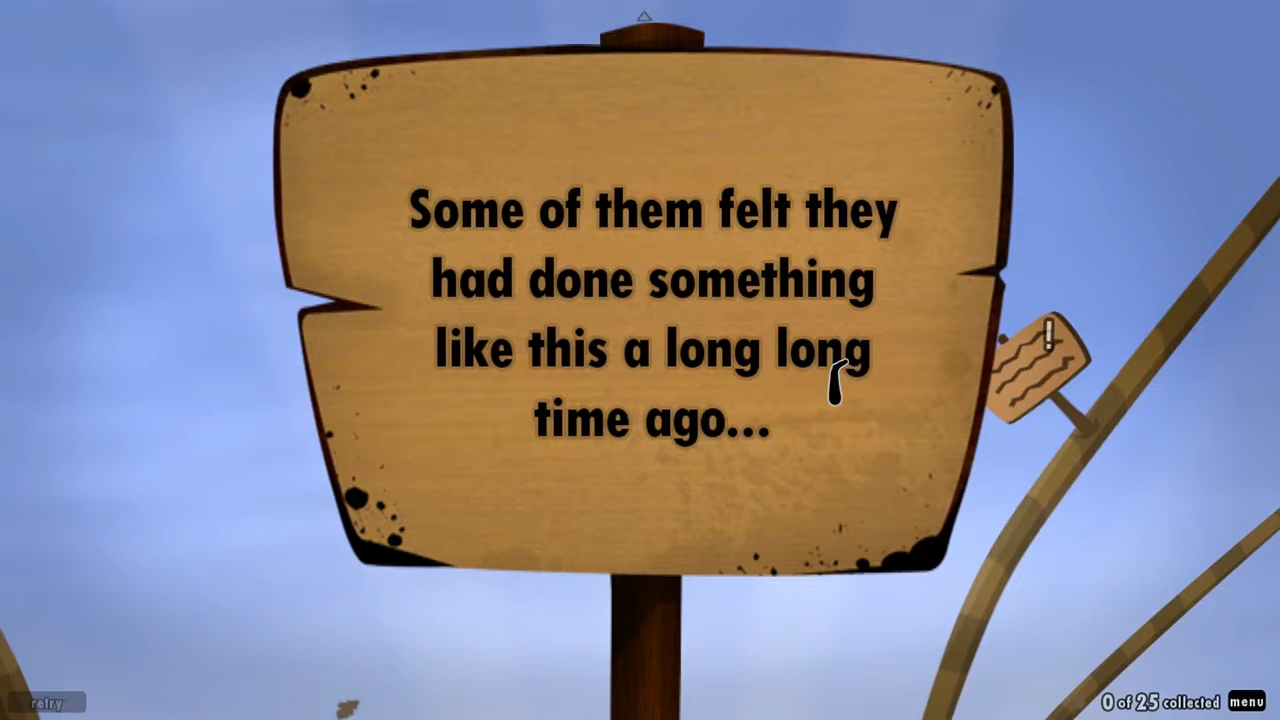 Some of them felt they
had done something
like this a long long
time ago...
!
retry
0 of 25 collected menu